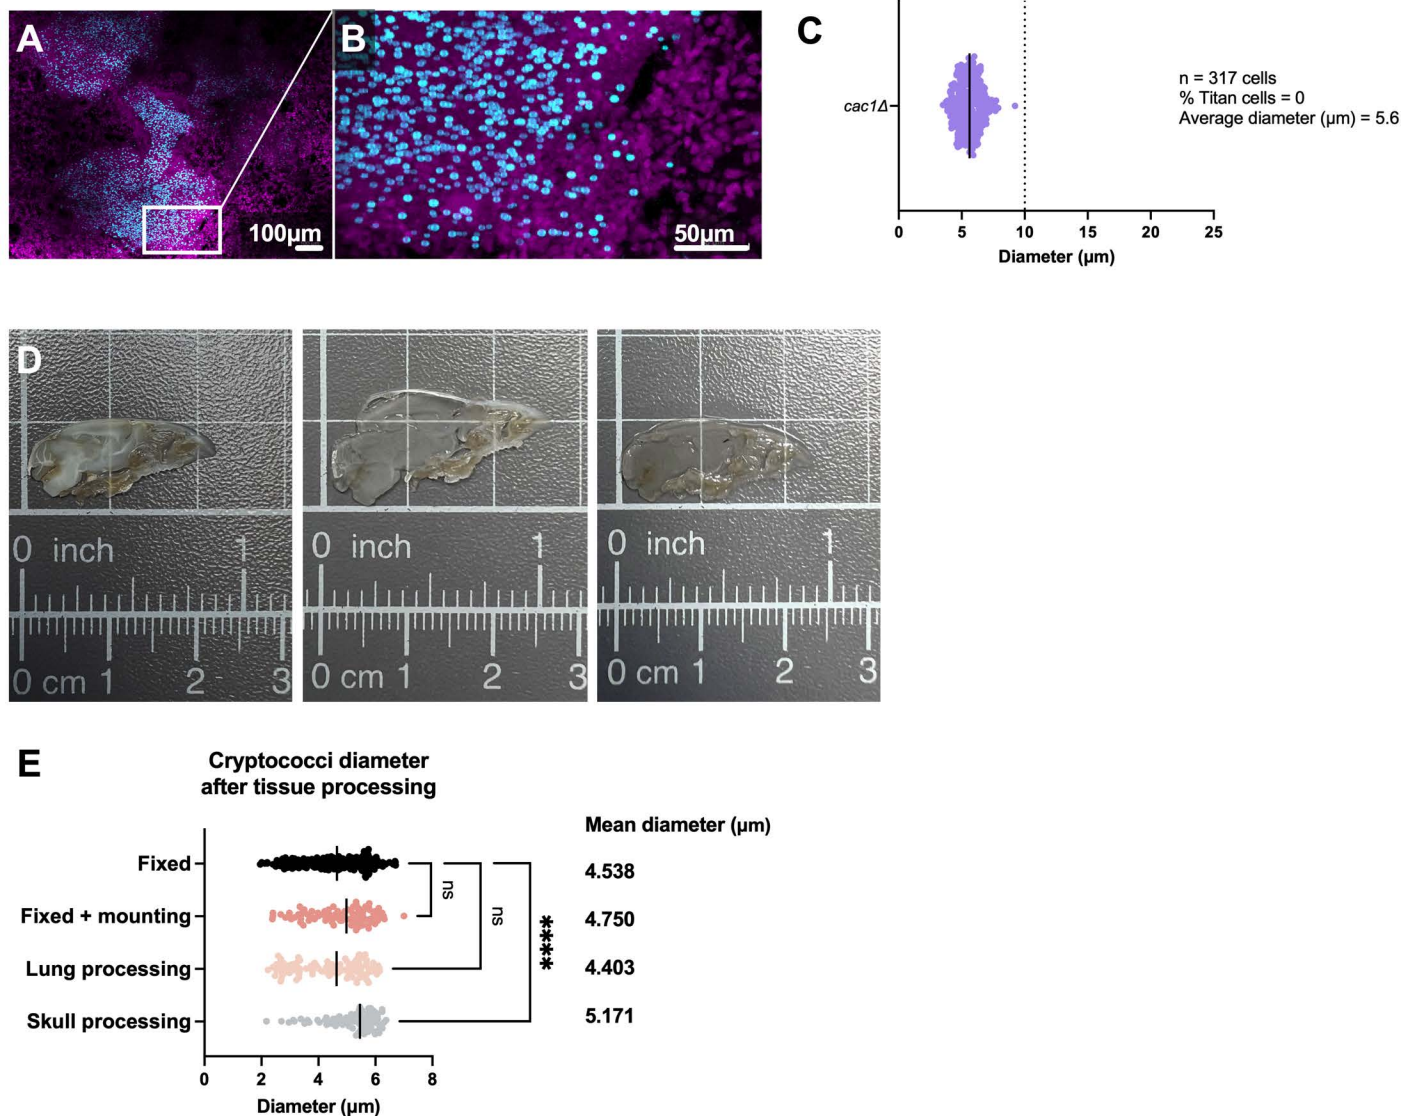 A
B
100µm
50µm
C
cac1Δ
n = 317 cells
% Titan cells = 0
Average diameter (µm) = 5.6
0 5 10 15 20 25
Diameter (µm)
D
0 inch 1
0 cm 1 2 3
0 inch 1
0 cm 1 2 3
0 inch 1
0 cm 1 2 3
E
Cryptococci diameter
after tissue processing
Mean diameter (µm)
Fixed
4.538
Fixed + mounting
4.750
Lung processing
4.403
Skull processing
5.171
ns
ns
****
0 2 4 6 8
Diameter (µm)